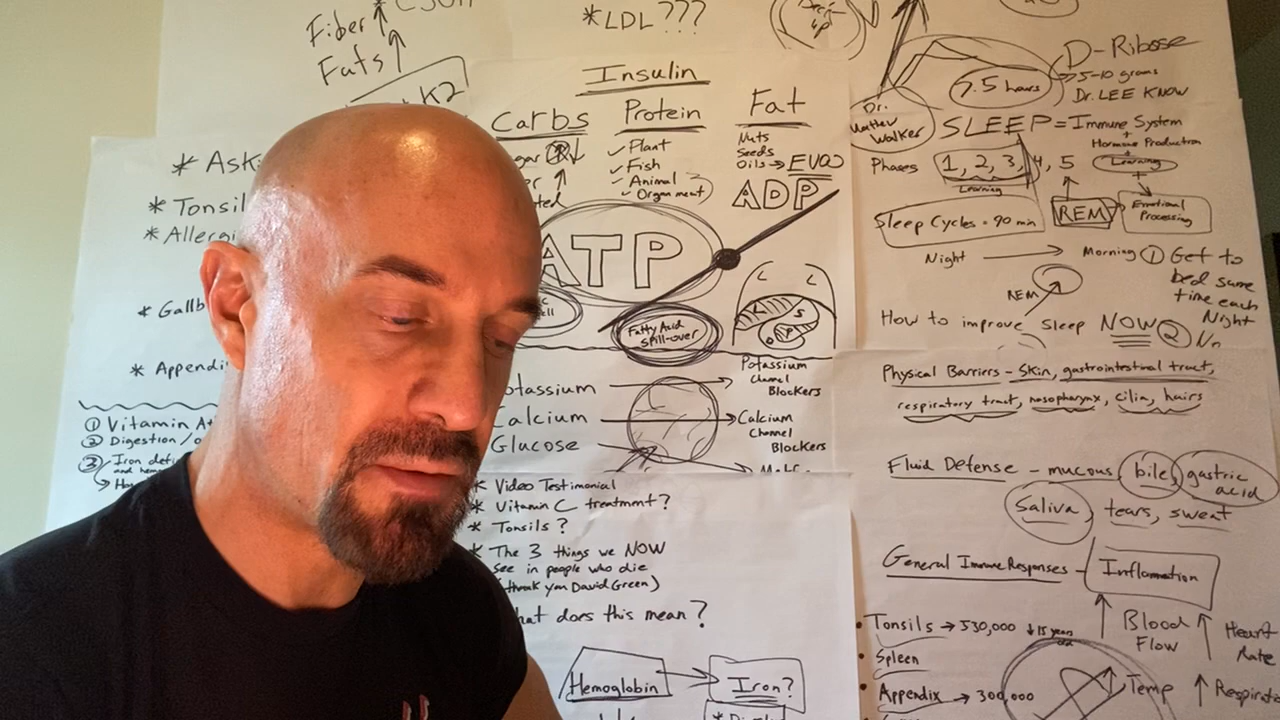 Fiber ↑
Fats ↑
K2
* LDL ???
Insulin
Carbs
Protein
✓ Plant
✓ Fish
✓ Animal
✓ Organ meat)
Fat
Nuts
Seeds
Oils → EVOO
ADP
ATP
Fatty Acid
Spill-over
* Tonsil
* Allergi
* Gallb
* Appendi
① Vitamin A
② Digestion /
③ Iron defi
Potassium
Channel
Blockers
otassium
Calcium
Channel
Blockers
alcium
Glucose
* Video Testimonial
* Vitamin C treatment?
* Tonsils?
* The 3 things we NOW
see in people who die
(thank you David Green)
hat does this mean?
Hemoglobin → Iron?
D-Ribose
7.5 hours → 5-10 grams
Dr. LEE KNOW
Dr.
Matthew
Walker
SLEEP = Immune System
+
Hormone Production
+
Learning
+
Phases 1, 2, 3, 4, 5
Learning
REM
Emotional
Processing
Sleep Cycles = 90 min
Night → Morning
REM
① Get to
bed same
time each
Night
How to improve Sleep NOW
② No
Physical Barriers - Skin, gastrointestinal tract,
respiratory tract, nasopharynx, cilia, hairs
Fluid Defense - mucous, bile, gastric
acid
Saliva, tears, sweat
General Immune Responses - Inflammation
↑ Blood
Flow
↑ Heart
Rate
↑ Temp
↑ Respirat
• Tonsils → 530,000 ↓ 15 years
old
• Spleen
• Appendix → 300,000